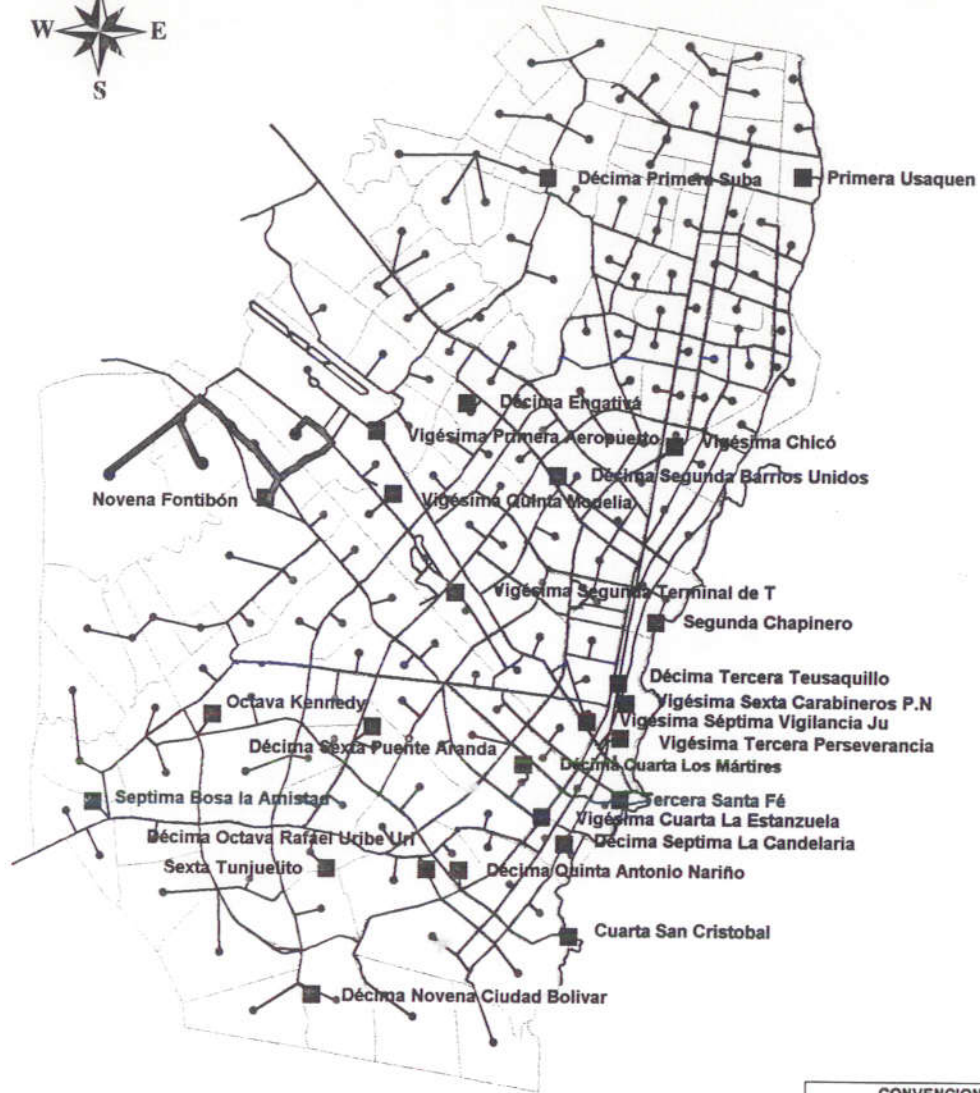 W E
S
Décima Primera Suba
Primera Usaquen
Décima Engativá
Vigésima Primera Aeropuerto
Vigésima Chicó
Décima Segunda Barrios Unidos
Novena Fontibón
Vigésima Quinta Modelia
Vigésima Segunda Terminal de T
Segunda Chapinero
Décima Tercera Teusaquillo
Octava Kennedy
Vigésima Sexta Carabineros P.N
Vigésima Séptima Vigilancia Ju
Décima Sexta Puente Aranda
Vigésima Tercera Perseverancia
Décima Cuarta Los Mártires
Septima Bosa la Amistad
Tercera Santa Fé
Vigésima Cuarta La Estanzuela
Décima Octava Rafael Uribe Uri
Décima Septima La Candelaria
Sexta Tunjuelito
Décima Quinta Antonio Nariño
Cuarta San Cristobal
Décima Novena Ciudad Bolivar